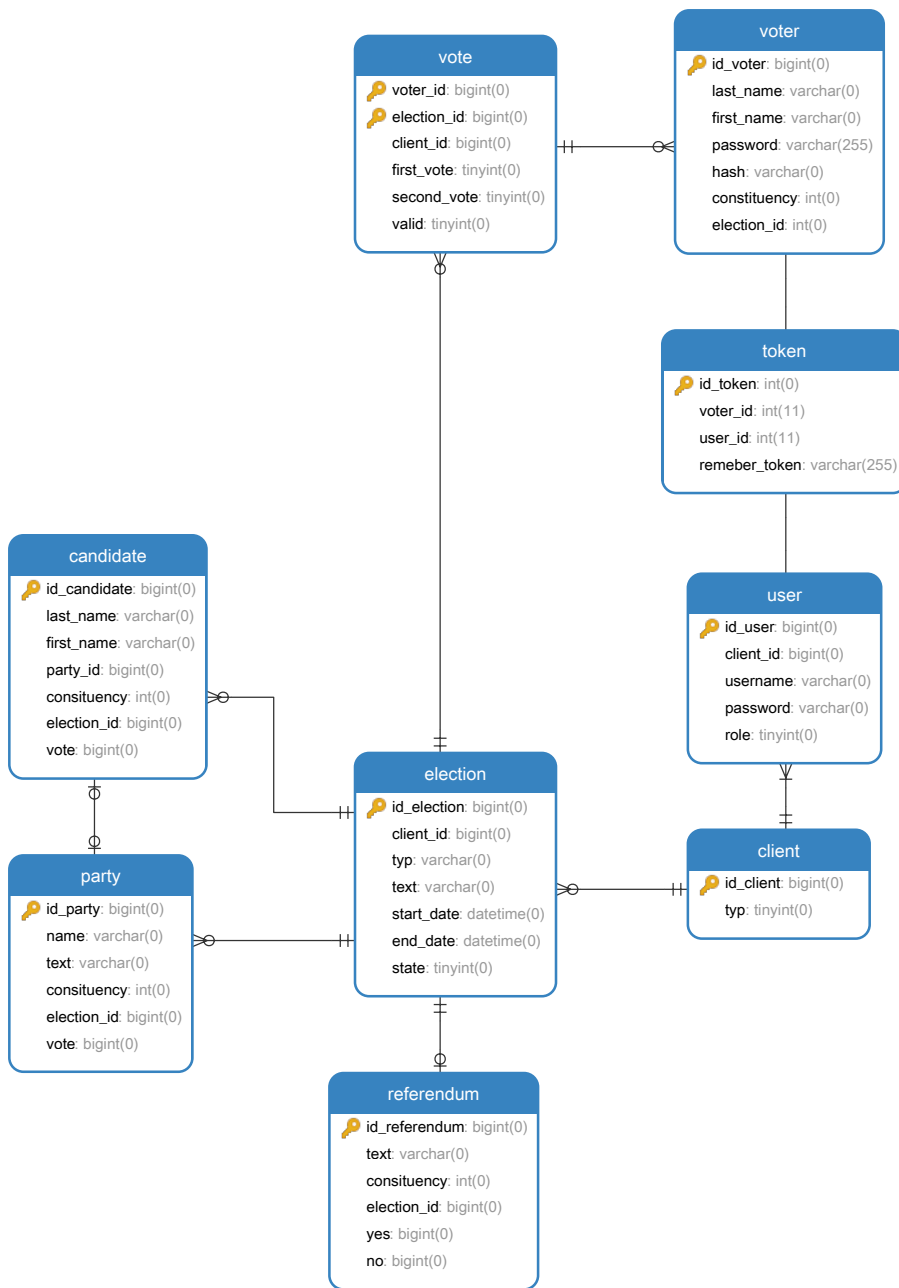 voter
id_voter: bigint(0)
last_name: varchar(0)
first_name: varchar(0)
password: varchar(255)
hash: varchar(0)
constituency: int(0)
election_id: int(0)
vote
voter_id: bigint(0)
election_id: bigint(0)
client_id: bigint(0)
first_vote: tinyint(0)
second_vote: tinyint(0)
valid: tinyint(0)
token
id_token: int(0)
voter_id: int(11)
user_id: int(11)
remeber_token: varchar(255)
candidate
id_candidate: bigint(0)
last_name: varchar(0)
first_name: varchar(0)
party_id: bigint(0)
consituency: int(0)
election_id: bigint(0)
vote: bigint(0)
user
id_user: bigint(0)
client_id: bigint(0)
username: varchar(0)
password: varchar(0)
role: tinyint(0)
election
id_election: bigint(0)
client_id: bigint(0)
typ: varchar(0)
text: varchar(0)
start_date: datetime(0)
end_date: datetime(0)
state: tinyint(0)
client
id_client: bigint(0)
typ: tinyint(0)
party
id_party: bigint(0)
name: varchar(0)
text: varchar(0)
consituency: int(0)
election_id: bigint(0)
vote: bigint(0)
referendum
id_referendum: bigint(0)
text: varchar(0)
consituency: int(0)
election_id: bigint(0)
yes: bigint(0)
no: bigint(0)